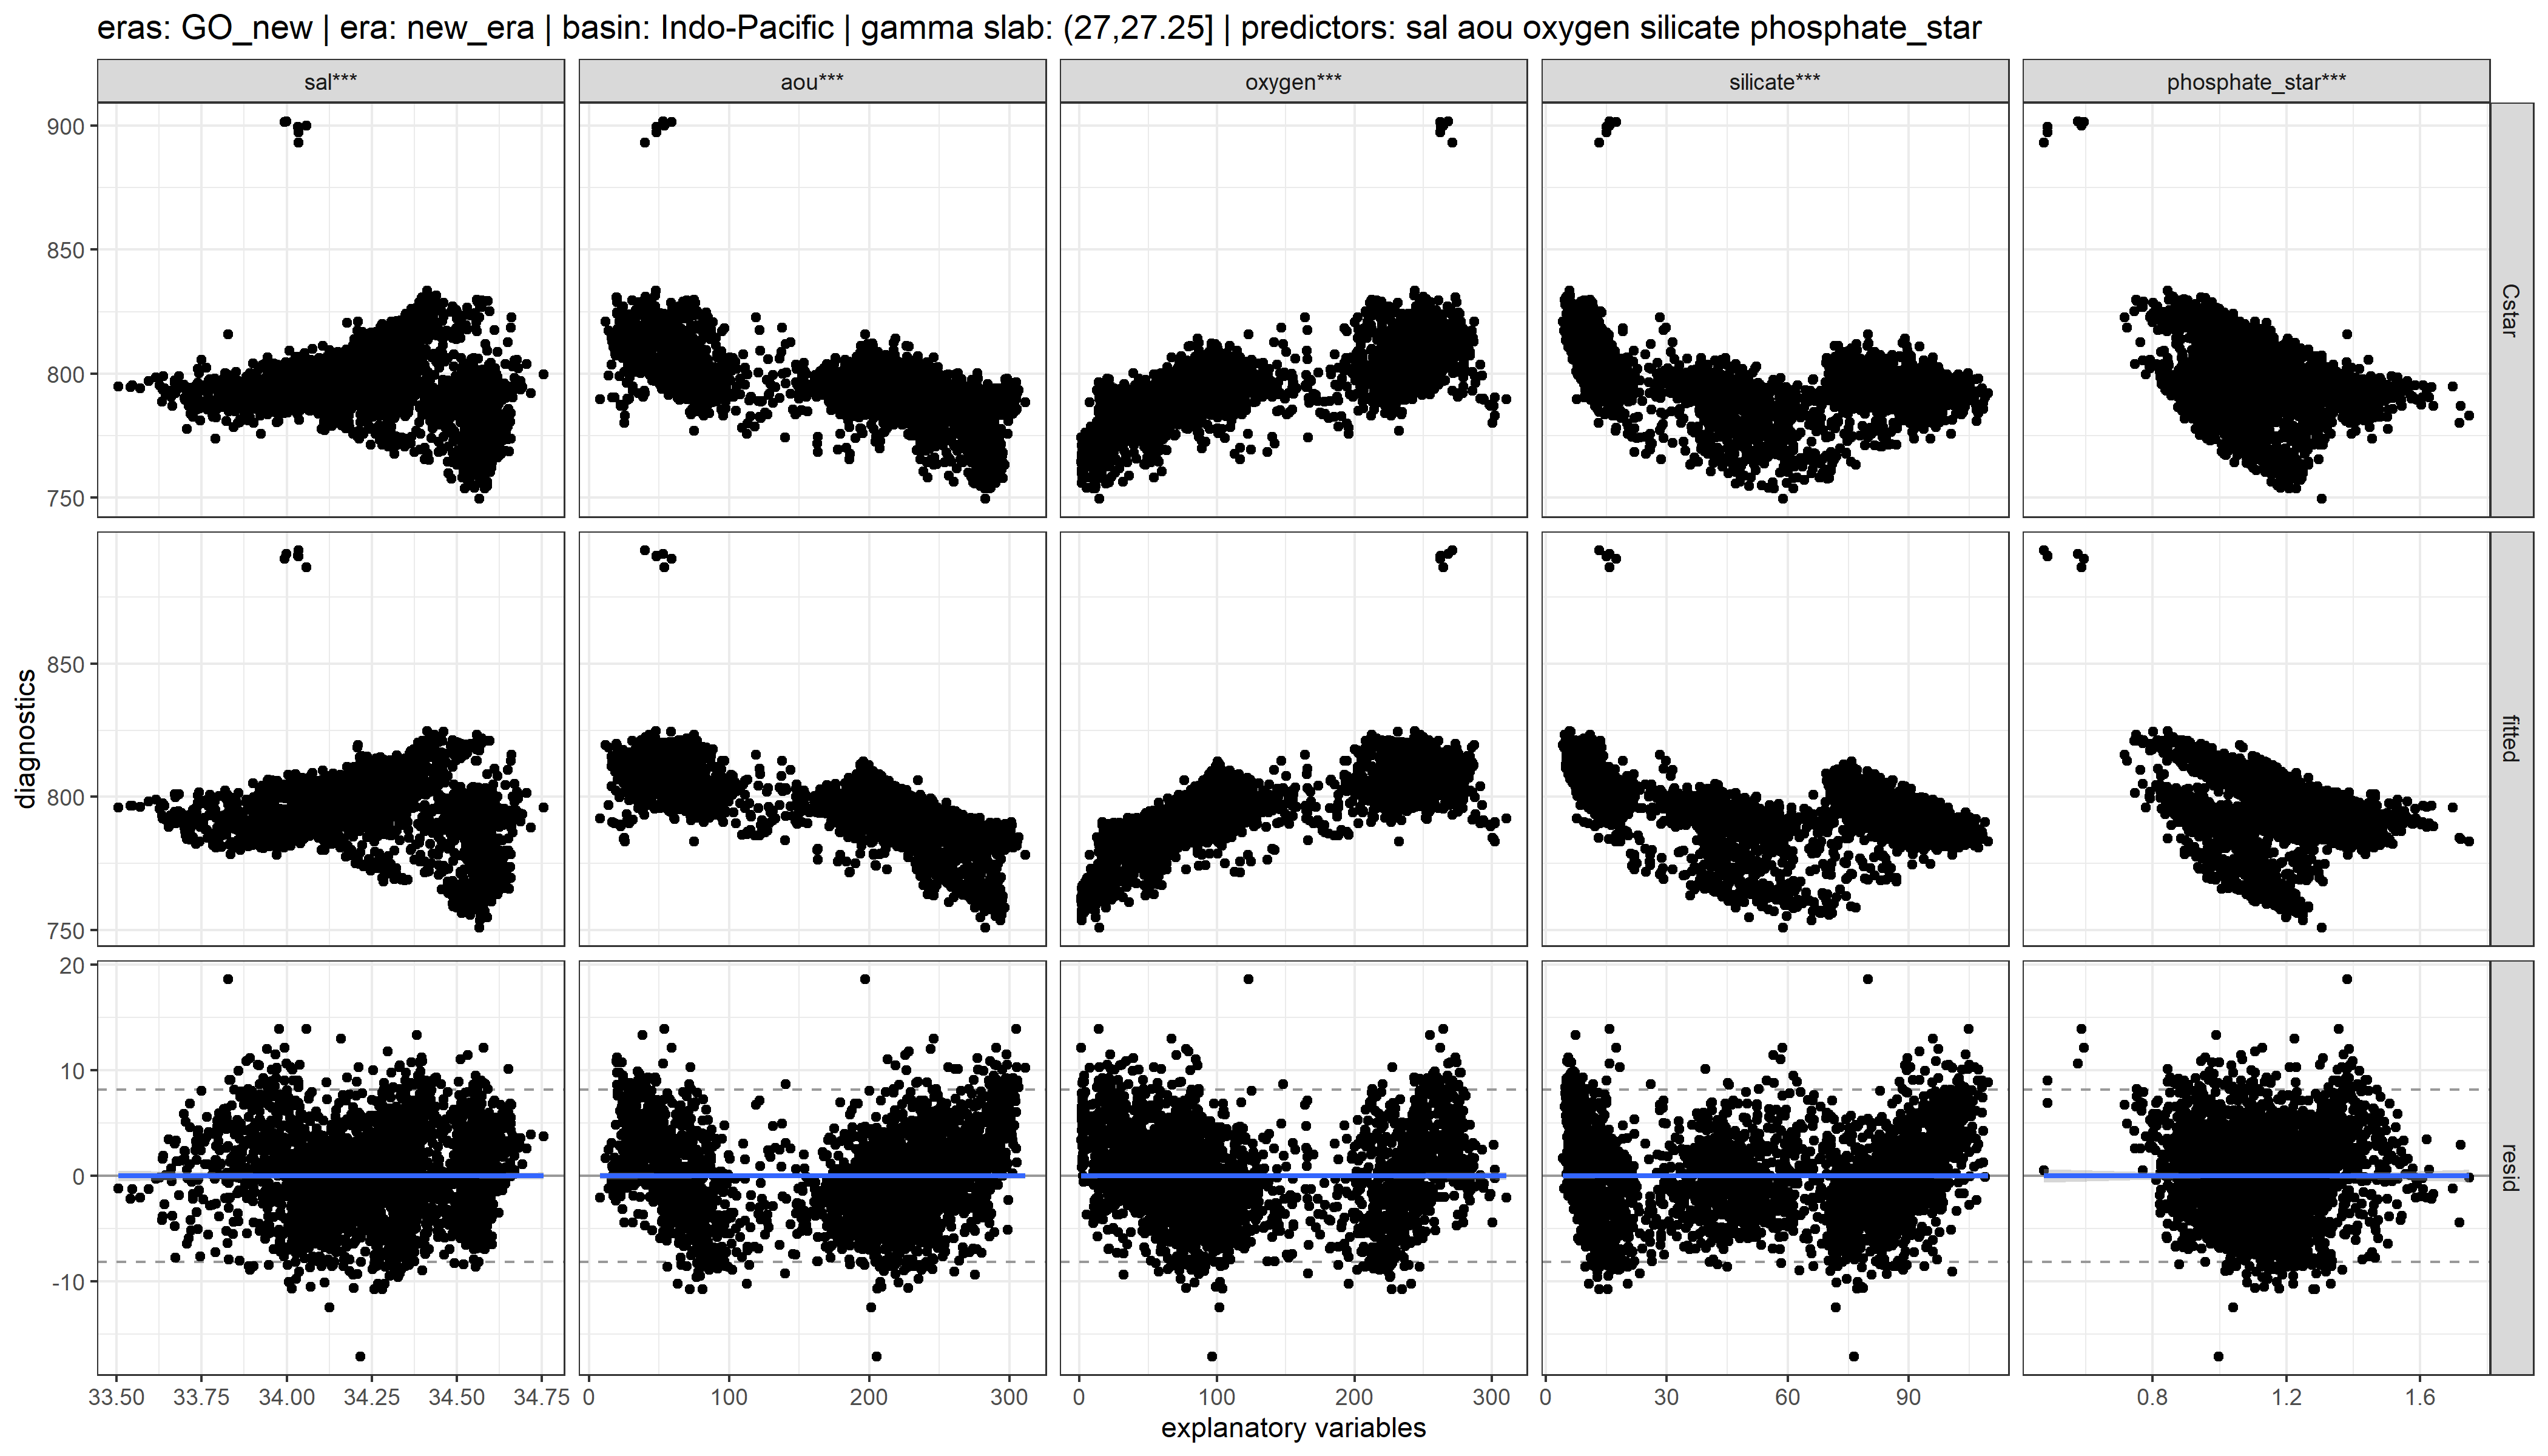 eras: GO_new | era: new_era | basin: Indo-Pacific | gamma slab: (27,27.25] | predictors: sal aou oxygen silicate phosphate_star
sal*** aou*** oxygen*** silicate*** phosphate_star***
900
850
800
750
Cstar
850
800
750
fitted
20
10
0
-10
resid
diagnostics
33.50 33.75 34.00 34.25 34.50 34.75 0 100 200 300 0 100 200 300 0 30 60 90 0.8 1.2 1.6
explanatory variables